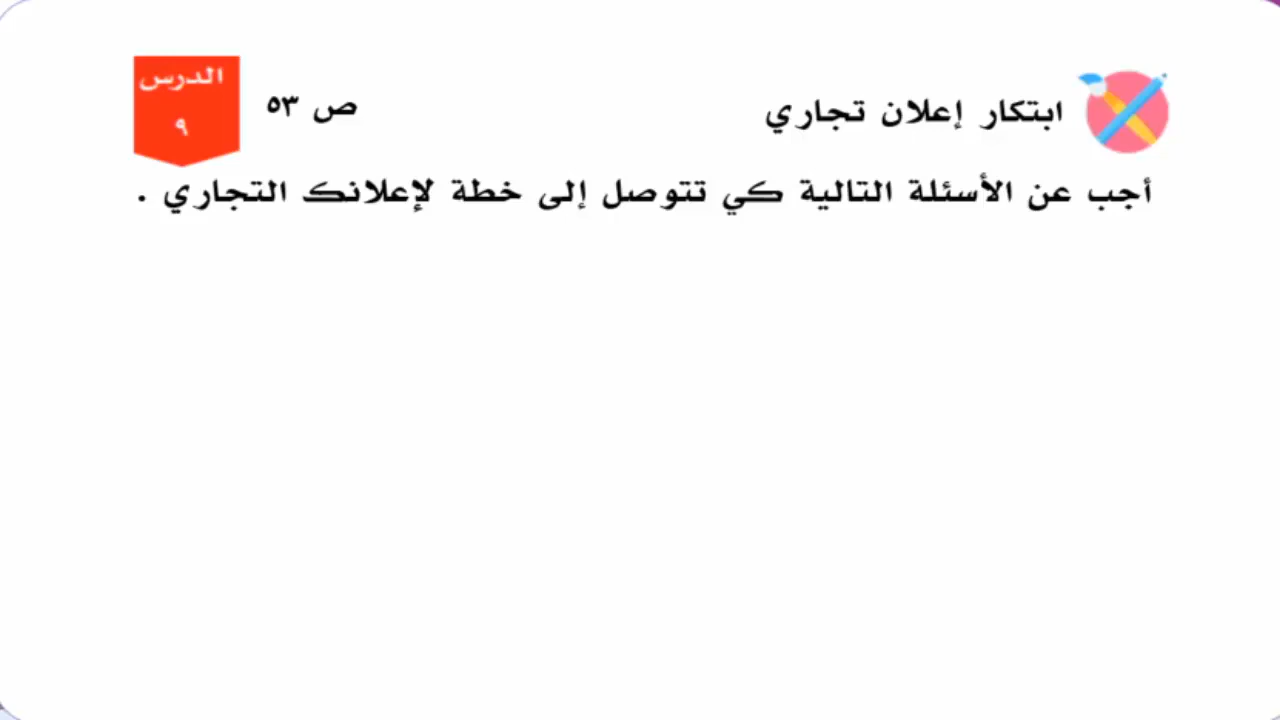 ابتكار إعلان تجاري
ص ٥٣
الدرس
٩
أجب عن الأسئلة التالية كي تتوصل إلى خطة لإعلانك التجاري .